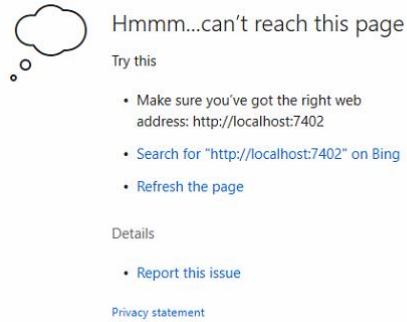 Hmmm...can't reach this page
Try this
• Make sure you've got the right web
address: http://localhost:7402
• Search for "http://localhost:7402" on Bing
• Refresh the page
Details
• Report this issue
Privacy statement